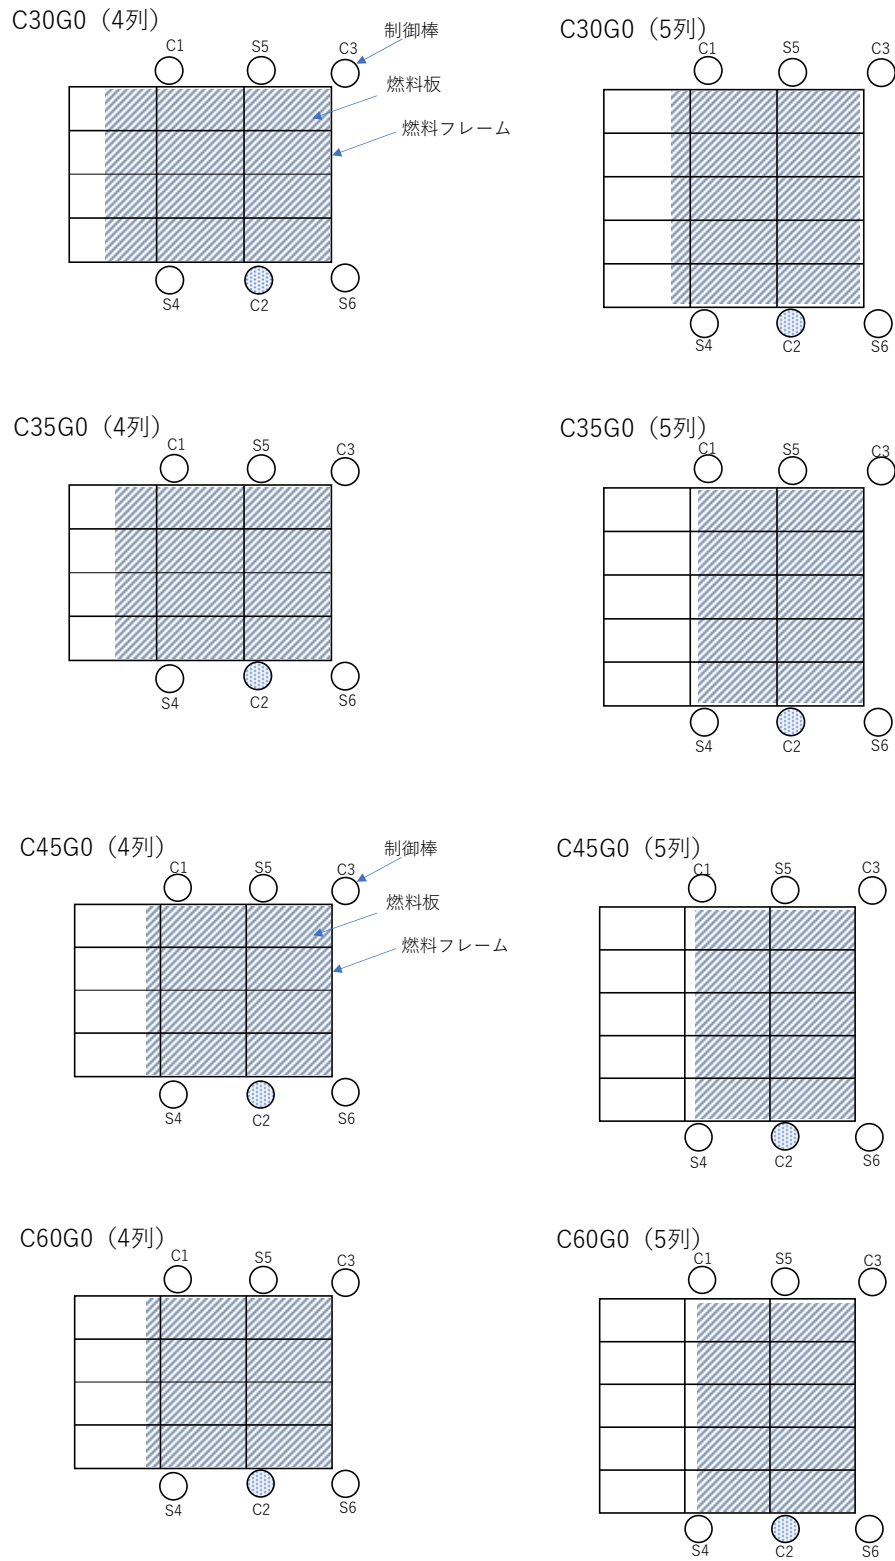 C30G0（4列）
C1
S5
C3
制御棒
燃料板
燃料フレーム
S4
C2
S6
C30G0（5列）
C1
S5
C3
S4
C2
S6
C35G0（4列）
C1
S5
C3
S4
C2
S6
C35G0（5列）
C1
S5
C3
S4
C2
S6
C45G0（4列）
C1
S5
C3
制御棒
燃料板
燃料フレーム
S4
C2
S6
C45G0（5列）
C1
S5
C3
S4
C2
S6
C60G0（4列）
C1
S5
C3
S4
C2
S6
C60G0（5列）
C1
S5
C3
S4
C2
S6